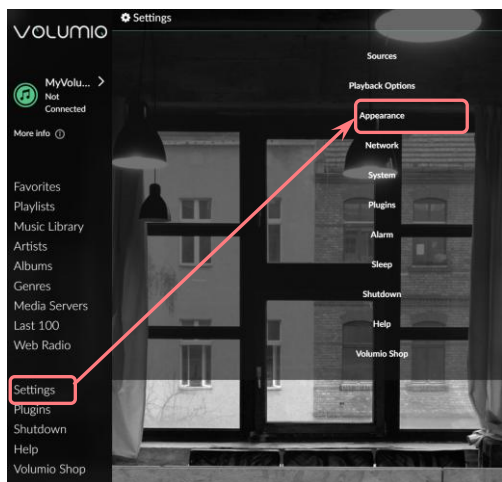 Settings
VOLUMIO
MyVolu...
Not
Connected
More info
Favorites
Playlists
Music Library
Artists
Albums
Genres
Media Servers
Last 100
Web Radio
Settings
Plugins
Shutdown
Help
Volumio Shop
Sources
Playback Options
Appearance
Network
System
Plugins
Alarm
Sleep
Shutdown
Help
Volumio Shop